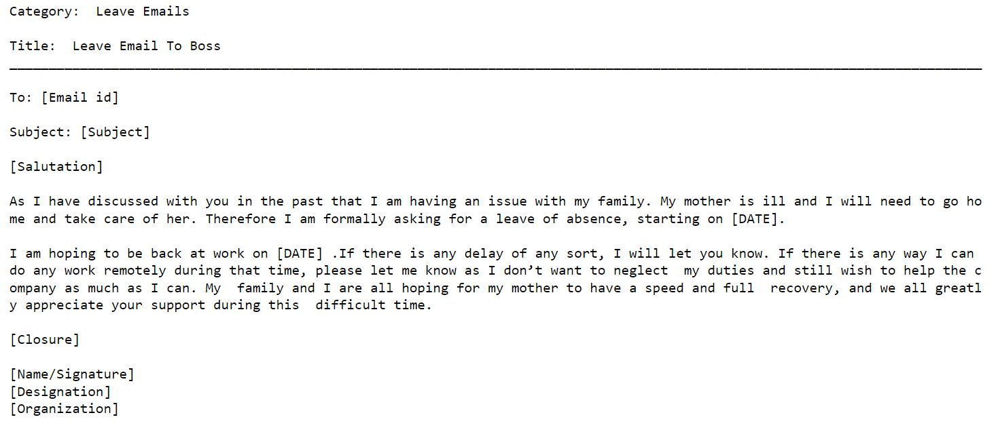 Category:  Leave Emails
Title:  Leave Email To Boss
To: [Email id]
Subject: [Subject]
[Salutation]
As I have discussed with you in the past that I am having an issue with my family. My mother is ill and I will need to go ho
me and take care of her. Therefore I am formally asking for a leave of absence, starting on [DATE].
I am hoping to be back at work on [DATE] .If there is any delay of any sort, I will let you know. If there is any way I can
do any work remotely during that time, please let me know as I don’t want to neglect  my duties and still wish to help the c
ompany as much as I can. My  family and I are all hoping for my mother to have a speed and full  recovery, and we all greatl
y appreciate your support during this  difficult time.
[Closure]
[Name/Signature]
[Designation]
[Organization]